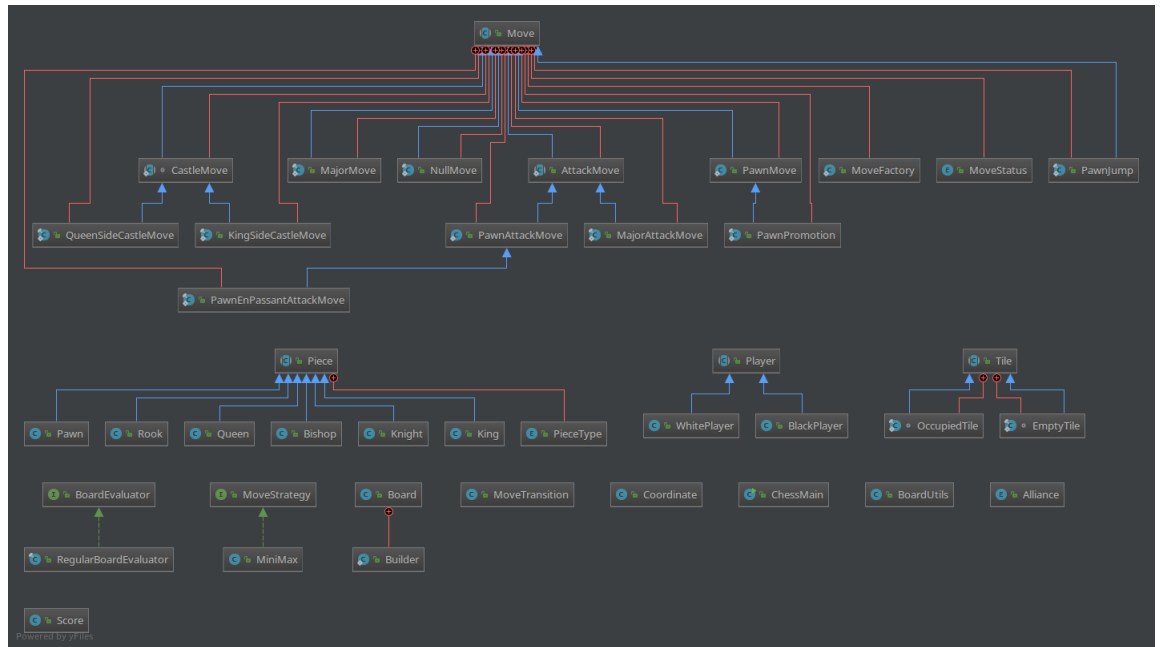 Move
CastleMove
MajorMove
NullMove
AttackMove
PawnMove
MoveFactory
MoveStatus
PawnJump
QueenSideCastleMove
KingSideCastleMove
PawnAttackMove
MajorAttackMove
PawnPromotion
PawnEnPassantAttackMove
Piece
Player
Tile
Pawn
Rook
Queen
Bishop
Knight
King
PieceType
WhitePlayer
BlackPlayer
OccupiedTile
EmptyTile
BoardEvaluator
MoveStrategy
Board
MoveTransition
Coordinate
ChessMain
BoardUtils
Alliance
RegularBoardEvaluator
MiniMax
Builder
Score
Powered by yFiles